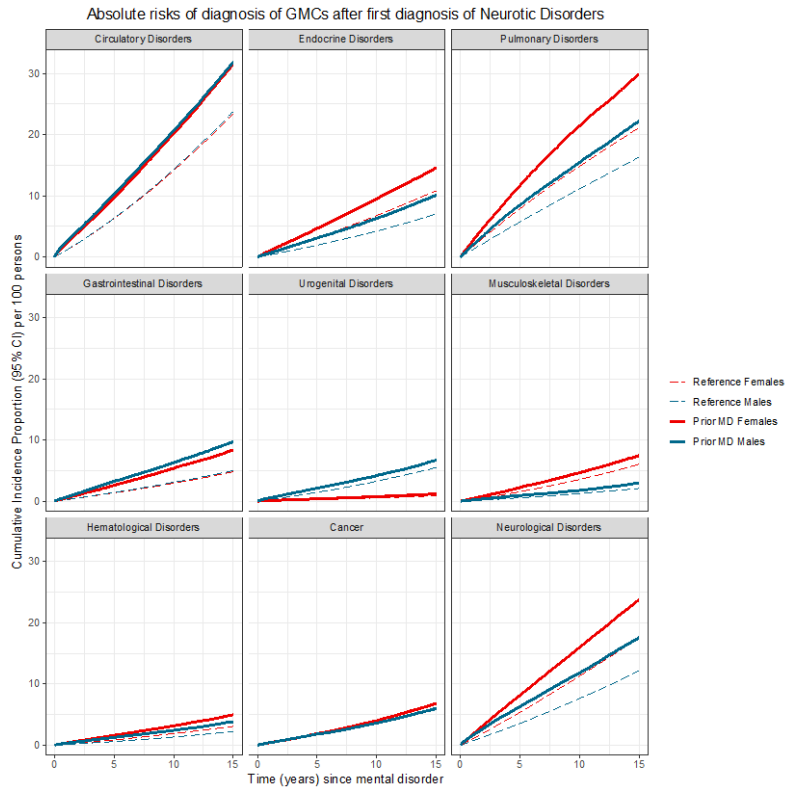 Absolute risks of diagnosis of GMCs after first diagnosis of Neurotic Disorders
Circulatory Disorders
Endocrine Disorders
Pulmonary Disorders
30
20
10
0
Gastrointestinal Disorders
Urogenital Disorders
Musculoskeletal Disorders
30
20
10
0
Hematological Disorders
Cancer
Neurological Disorders
30
20
10
0
0 5 10 15
0 5 10 15
0 5 10 15
Time (years) since mental disorder
Cumulative Incidence Proportion (95% CI) per 100 persons
Reference Females
Reference Males
Prior MD Females
Prior MD Males